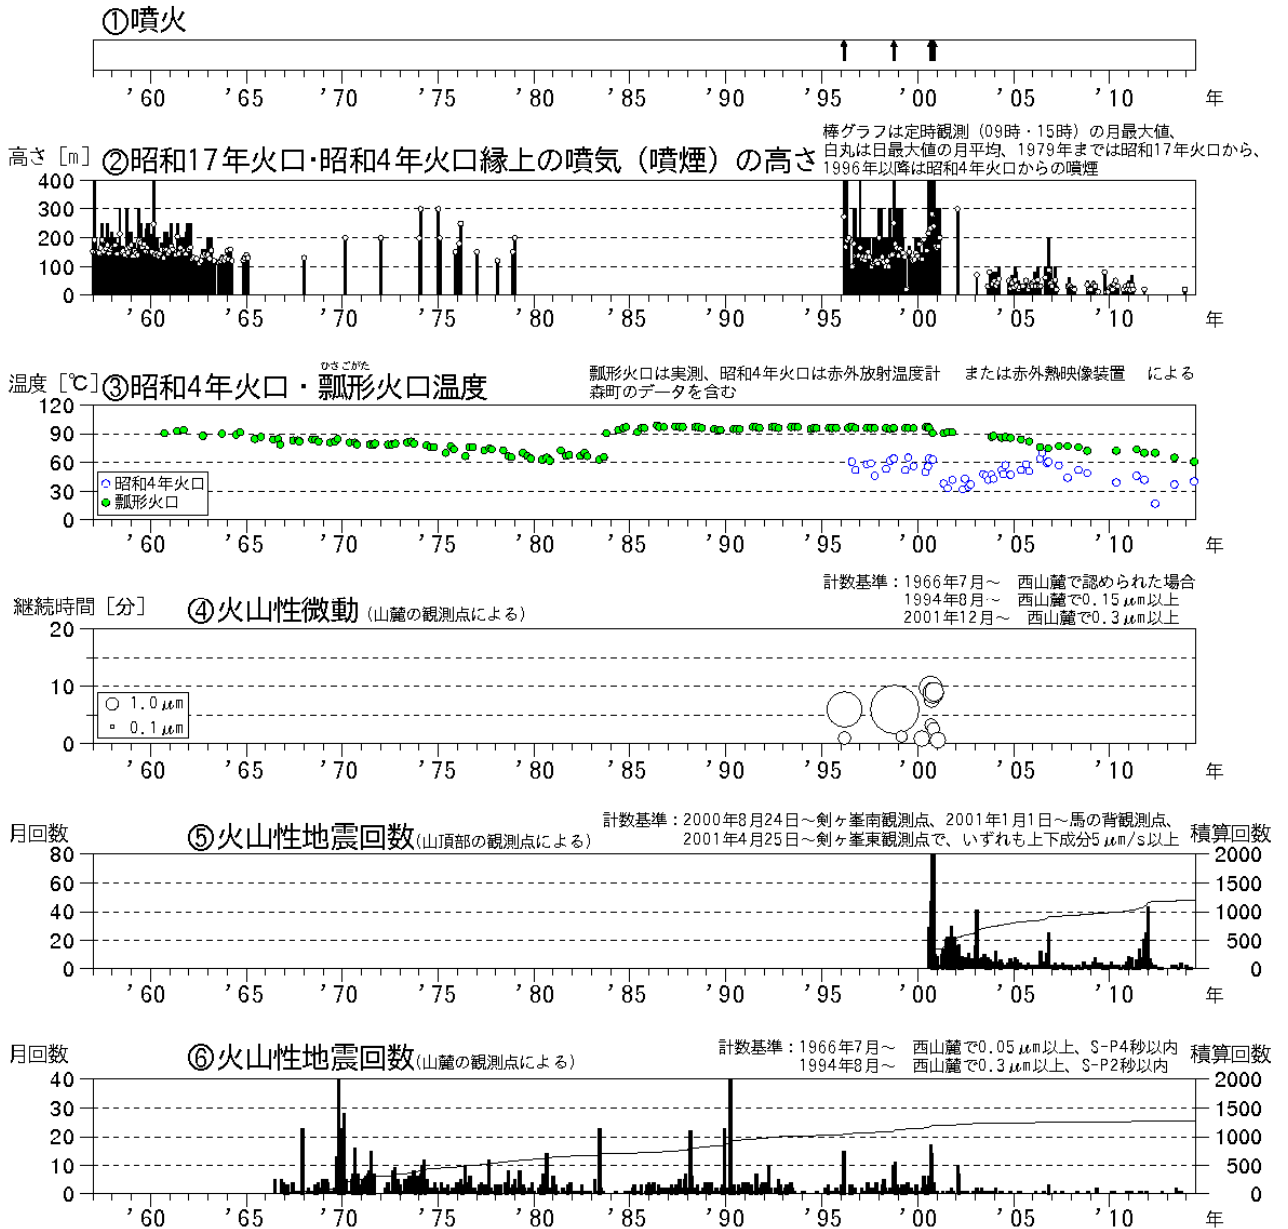 ①噴火
'60 '65 '70 '75 '80 '85 '90 '95 '00 '05 '10 年
棒グラフは定時観測（09時・15時）の月最大値、
高さ［m］ ②昭和17年火口・昭和4年火口縁上の噴気（噴煙）の高さ 白丸は日最大値の月平均、1979年までは昭和17年火口から、
1996年以降は昭和4年火口からの噴煙
400
300
200
100
0
'60 '65 '70 '75 '80 '85 '90 '95 '00 '05 '10 年
ひさごがた
温度［℃］ ③昭和4年火口・瓢形火口温度 瓢形火口は実測、昭和4年火口は赤外放射温度計 または赤外熱映像装置 による
森町のデータを含む
120
90
60
30
0
昭和4年火口
瓢形火口
'60 '65 '70 '75 '80 '85 '90 '95 '00 '05 '10 年
計数基準：1966年7月～ 西山麓で認められた場合
継続時間［分］ ④火山性微動（山麓の観測点による） 1994年8月～ 西山麓で0.15μm以上
2001年12月～ 西山麓で0.3μm以上
20
10
0
1.0μm
0.1μm
'60 '65 '70 '75 '80 '85 '90 '95 '00 '05 '10 年
月回数 ⑤火山性地震回数（山頂部の観測点による） 計数基準：2000年8月24日～剣ヶ峯南観測点、2001年1月1日～馬の背観測点、
2001年4月25日～剣ヶ峯東観測点で、いずれも上下成分5μm/s以上 積算回数
80 2000
60 1500
40 1000
20 500
0 0
'60 '65 '70 '75 '80 '85 '90 '95 '00 '05 '10 年
月回数 ⑥火山性地震回数（山麓の観測点による） 計数基準：1966年7月～ 西山麓で0.05μm以上、S-P4秒以内 積算回数
1994年8月～ 西山麓で0.3μm以上、S-P2秒以内
40 2000
30 1500
20 1000
10 500
0 0
'60 '65 '70 '75 '80 '85 '90 '95 '00 '05 '10 年